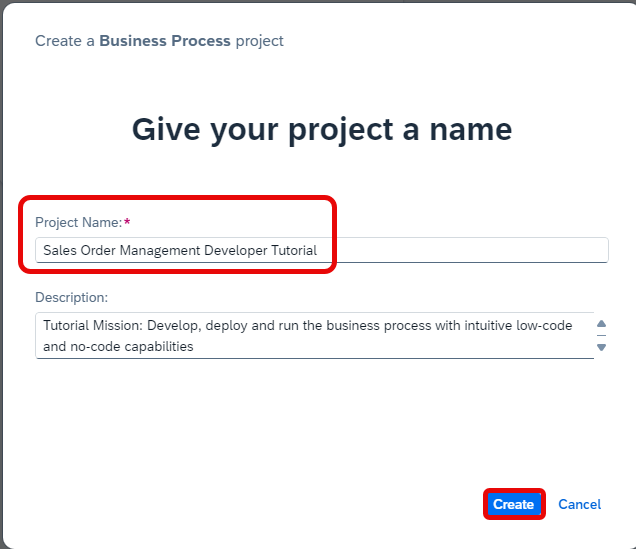 Create a Business Process project
Give your project a name
Project Name:*
Sales Order Management Developer Tutorial
Description:
Tutorial Mission: Develop, deploy and run the business process with intuitive low-code
and no-code capabilities
Create Cancel